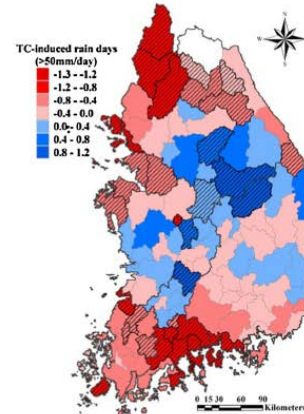 TC-induced rain days
(>50mm/day)
-1.3 - -1.2
-1.2 - -0.8
-0.8 - -0.4
-0.4 - 0.0
0.0 - 0.4
0.4 - 0.8
0.8 - 1.2
N
W
E
S
0 15 30 60 90
Kilometers